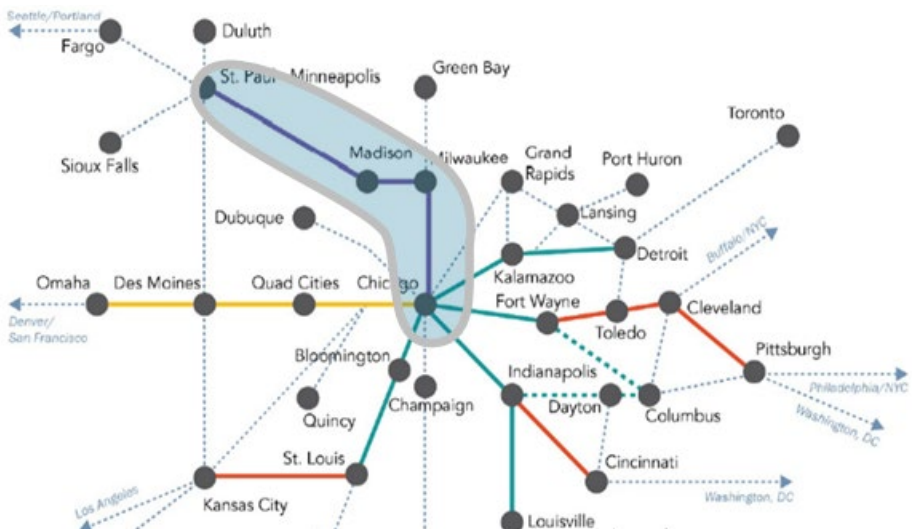 Seattle/Portland
Fargo
Duluth
St. Paul Minneapolis
Green Bay
Toronto
Sioux Falls
Madison
Milwaukee
Grand
Rapids
Port Huron
Dubuque
Lansing
Detroit
Buffalo/NYC
Kalamazoo
Omaha
Des Moines
Quad Cities
Chicago
Fort Wayne
Cleveland
Denver/
San Francisco
Toledo
Pittsburgh
Bloomington
Indianapolis
Philadelphia/NYC
Quincy
Champaign
Dayton
Columbus
Washington, DC
St. Louis
Cincinnati
Kansas City
Los Angeles
Washington, DC
Louisville